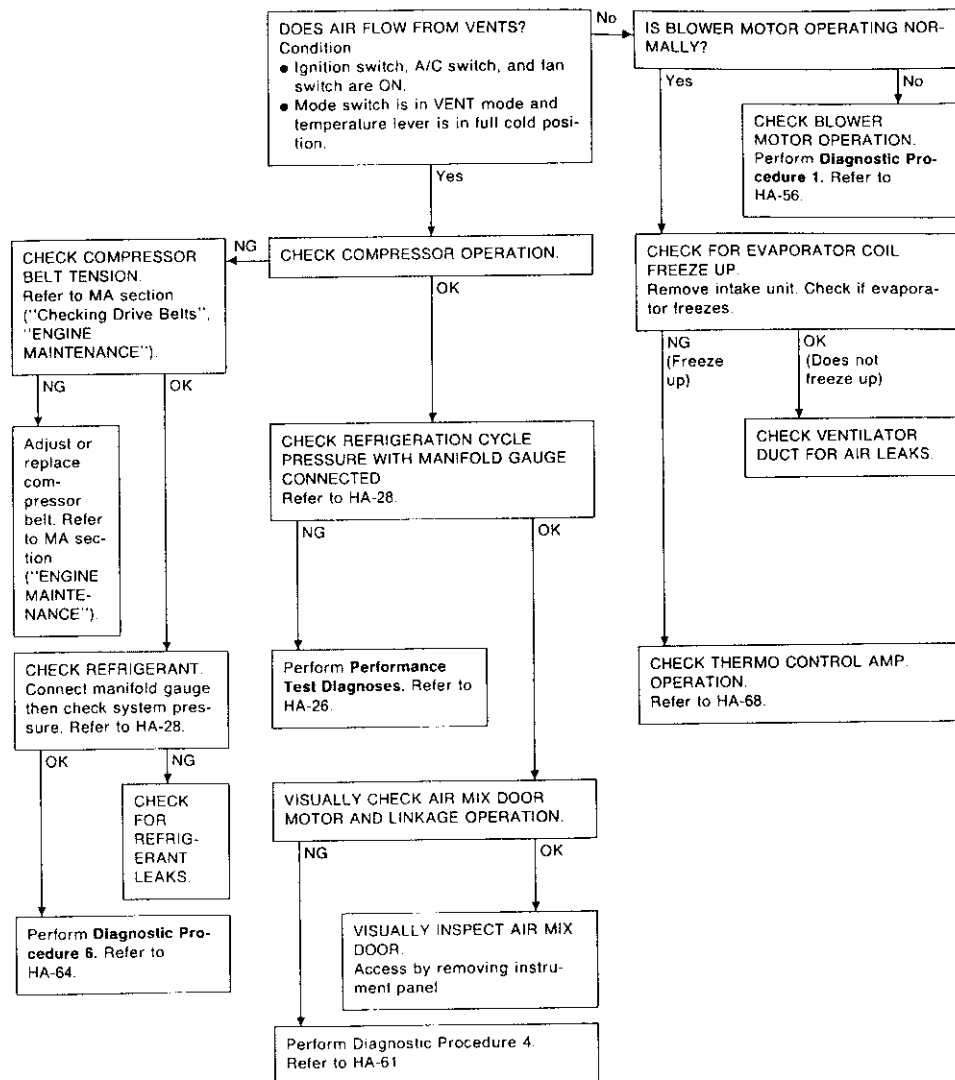 DOES AIR FLOW FROM VENTS?
Condition
● Ignition switch, A/C switch, and fan
switch are ON.
● Mode switch is in VENT mode and
temperature lever is in full cold posi-
tion.
No
IS BLOWER MOTOR OPERATING NOR-
MALLY?
Yes
No
CHECK BLOWER
MOTOR OPERATION.
Perform Diagnostic Pro-
cedure 1. Refer to
HA-56.
Yes
CHECK COMPRESSOR
BELT TENSION.
Refer to MA section
("Checking Drive Belts",
"ENGINE
MAINTENANCE").
NG
CHECK COMPRESSOR OPERATION.
OK
CHECK FOR EVAPORATOR COIL
FREEZE UP.
Remove intake unit. Check if evapora-
tor freezes.
NG
(Freeze
up)
OK
(Does not
freeze up)
NG
OK
Adjust or
replace
com-
pressor
belt. Refer
to MA sec-
tion
("ENGINE
MAINTE-
NANCE").
CHECK REFRIGERATION CYCLE
PRESSURE WITH MANIFOLD GAUGE
CONNECTED
Refer to HA-28.
CHECK VENTILATOR
DUCT FOR AIR LEAKS.
NG
OK
CHECK REFRIGERANT.
Connect manifold gauge
then check system pres-
sure. Refer to HA-28.
Perform Performance
Test Diagnoses. Refer to
HA-26.
CHECK THERMO CONTROL AMP.
OPERATION.
Refer to HA-68.
OK
NG
CHECK
FOR
REFRIG-
ERANT
LEAKS.
VISUALLY CHECK AIR MIX DOOR
MOTOR AND LINKAGE OPERATION.
NG
OK
Perform Diagnostic Pro-
cedure 6. Refer to
HA-64.
VISUALLY INSPECT AIR MIX
DOOR.
Access by removing instru-
ment panel
Perform Diagnostic Procedure 4.
Refer to HA-61